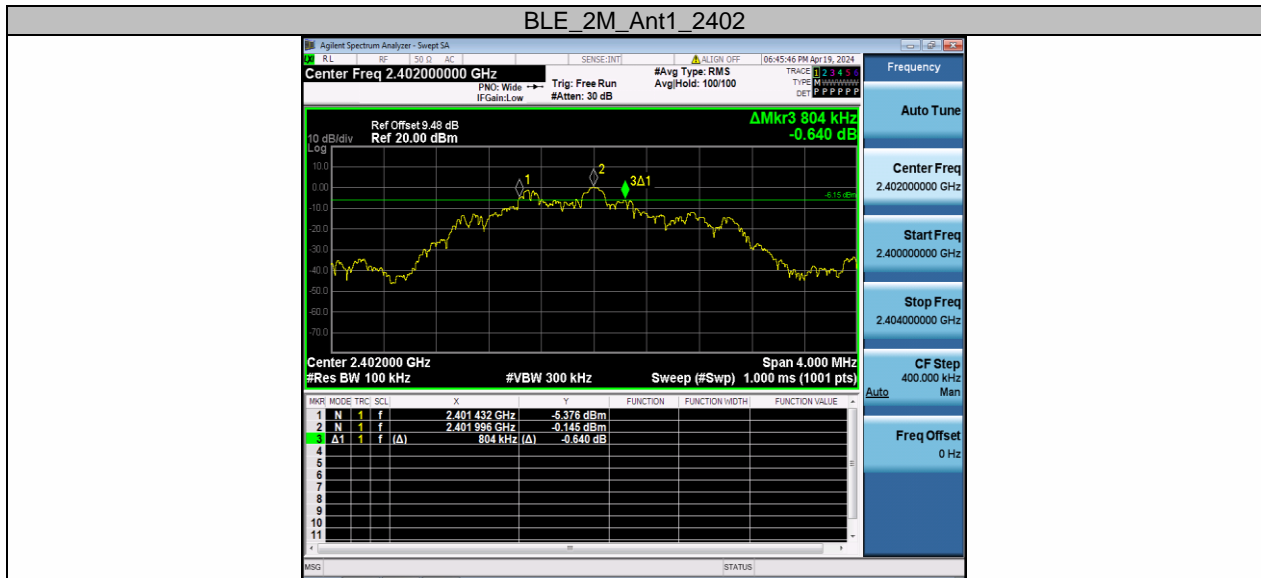 BLE_2M_Ant1_2402
Agilent Spectrum Analyzer - Swept SA
RL RF 50 Ω AC SENSE:INT ALIGN OFF 06:45:46 PM Apr 19, 2024
Center Freq 2.402000000 GHz
PNO: Wide
IFGain:Low
Trig: Free Run
#Atten: 30 dB
#Avg Type: RMS
Avg|Hold: 100/100
TRACE 1 2 3 4 5 6
TYPE M
DET P P P P P P
Frequency
Auto Tune
Center Freq
2.402000000 GHz
Start Freq
2.400000000 GHz
Stop Freq
2.404000000 GHz
CF Step
400.000 kHz
Auto Man
Freq Offset
0 Hz
ΔMkr3 804 kHz
-0.640 dB
Ref Offset 9.48 dB
10 dB/div Ref 20.00 dBm
Log
10.0
0.00
-10.0
-20.0
-30.0
-40.0
-50.0
-60.0
-70.0
1
2
3Δ1
-6.15 dBm
Center 2.402000 GHz Span 4.000 MHz
#Res BW 100 kHz #VBW 300 kHz Sweep (#Swp) 1.000 ms (1001 pts)
MKR MODE TRC SCL X Y FUNCTION FUNCTION WIDTH FUNCTION VALUE
1 N 1 f 2.401 432 GHz -5.376 dBm
2 N 1 f 2.401 996 GHz -0.145 dBm
3 Δ1 1 f (Δ) 804 kHz (Δ) -0.640 dB
4
5
6
7
8
9
10
11
MSG STATUS